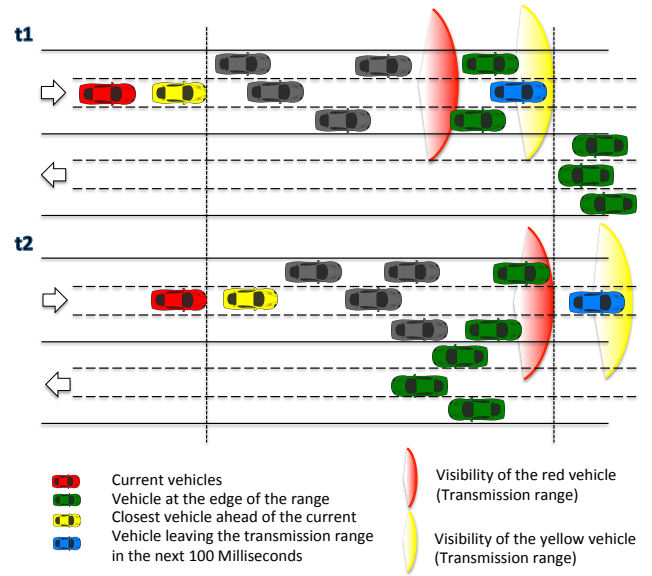 t1
t2
Current vehicles
Vehicle at the edge of the range
Closest vehicle ahead of the current
Vehicle leaving the transmission range
in the next 100 Milliseconds
Visibility of the red vehicle
(Transmission range)
Visibility of the yellow vehicle
(Transmission range)